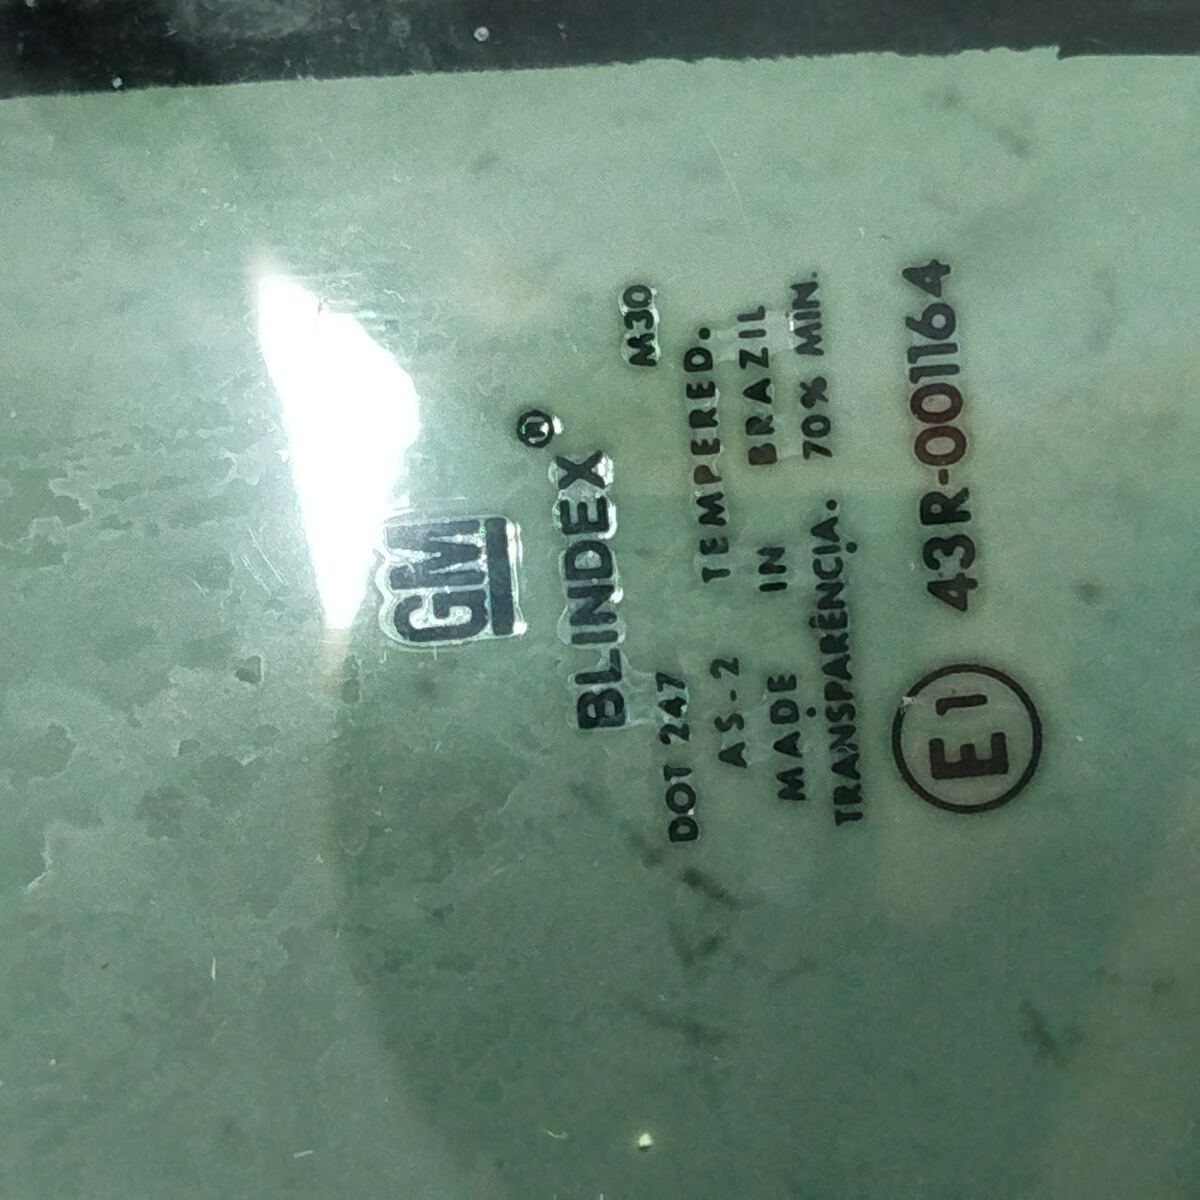 GM
BLINDEX®
DOT 247 M30
AS-2 TEMPERED.
MADE IN BRAZIL
TRANSPARÊNCIA. 70% MIN.
E1 43R-001164